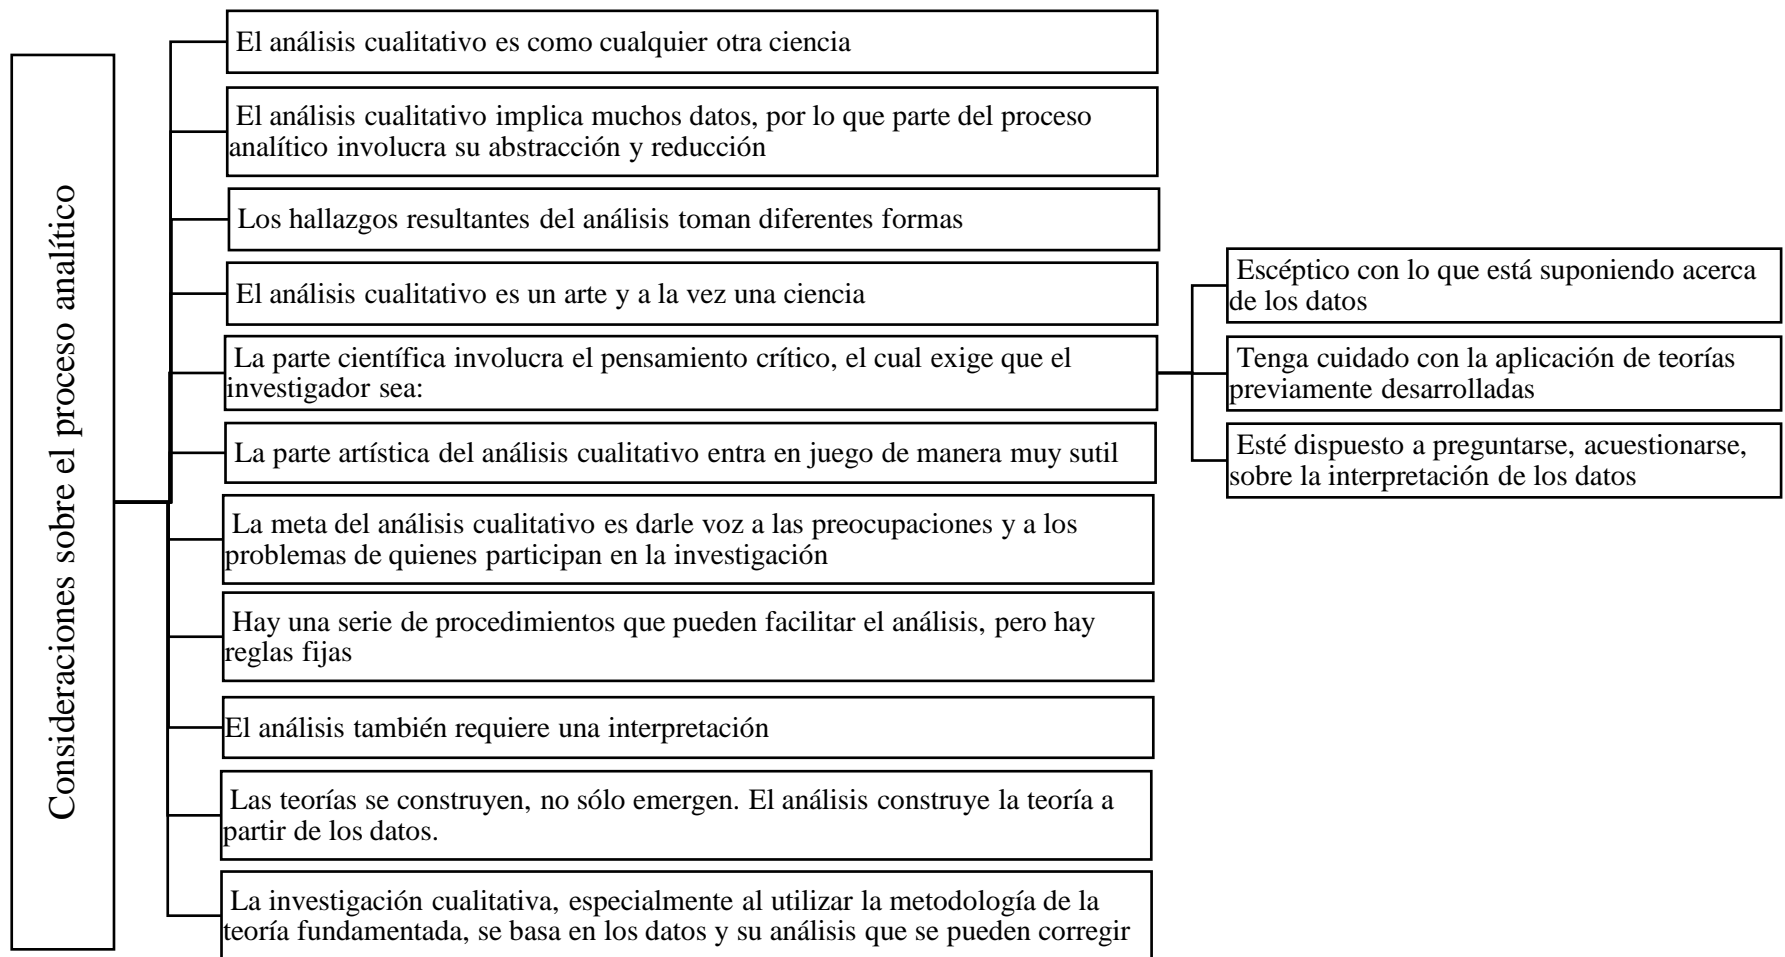 Consideraciones sobre el proceso analítico
El análisis cualitativo es como cualquier otra ciencia
El análisis cualitativo implica muchos datos, por lo que parte del proceso
analítico involucra su abstracción y reducción
Los hallazgos resultantes del análisis toman diferentes formas
El análisis cualitativo es un arte y a la vez una ciencia
La parte científica involucra el pensamiento crítico, el cual exige que el
investigador sea:
Escéptico con lo que está suponiendo acerca
de los datos
Tenga cuidado con la aplicación de teorías
previamente desarrolladas
Esté dispuesto a preguntarse, acuestionarse,
sobre la interpretación de los datos
La parte artística del análisis cualitativo entra en juego de manera muy sutil
La meta del análisis cualitativo es darle voz a las preocupaciones y a los
problemas de quienes participan en la investigación
Hay una serie de procedimientos que pueden facilitar el análisis, pero hay
reglas fijas
El análisis también requiere una interpretación
Las teorías se construyen, no sólo emergen. El análisis construye la teoría a
partir de los datos.
La investigación cualitativa, especialmente al utilizar la metodología de la
teoría fundamentada, se basa en los datos y su análisis que se pueden corregir